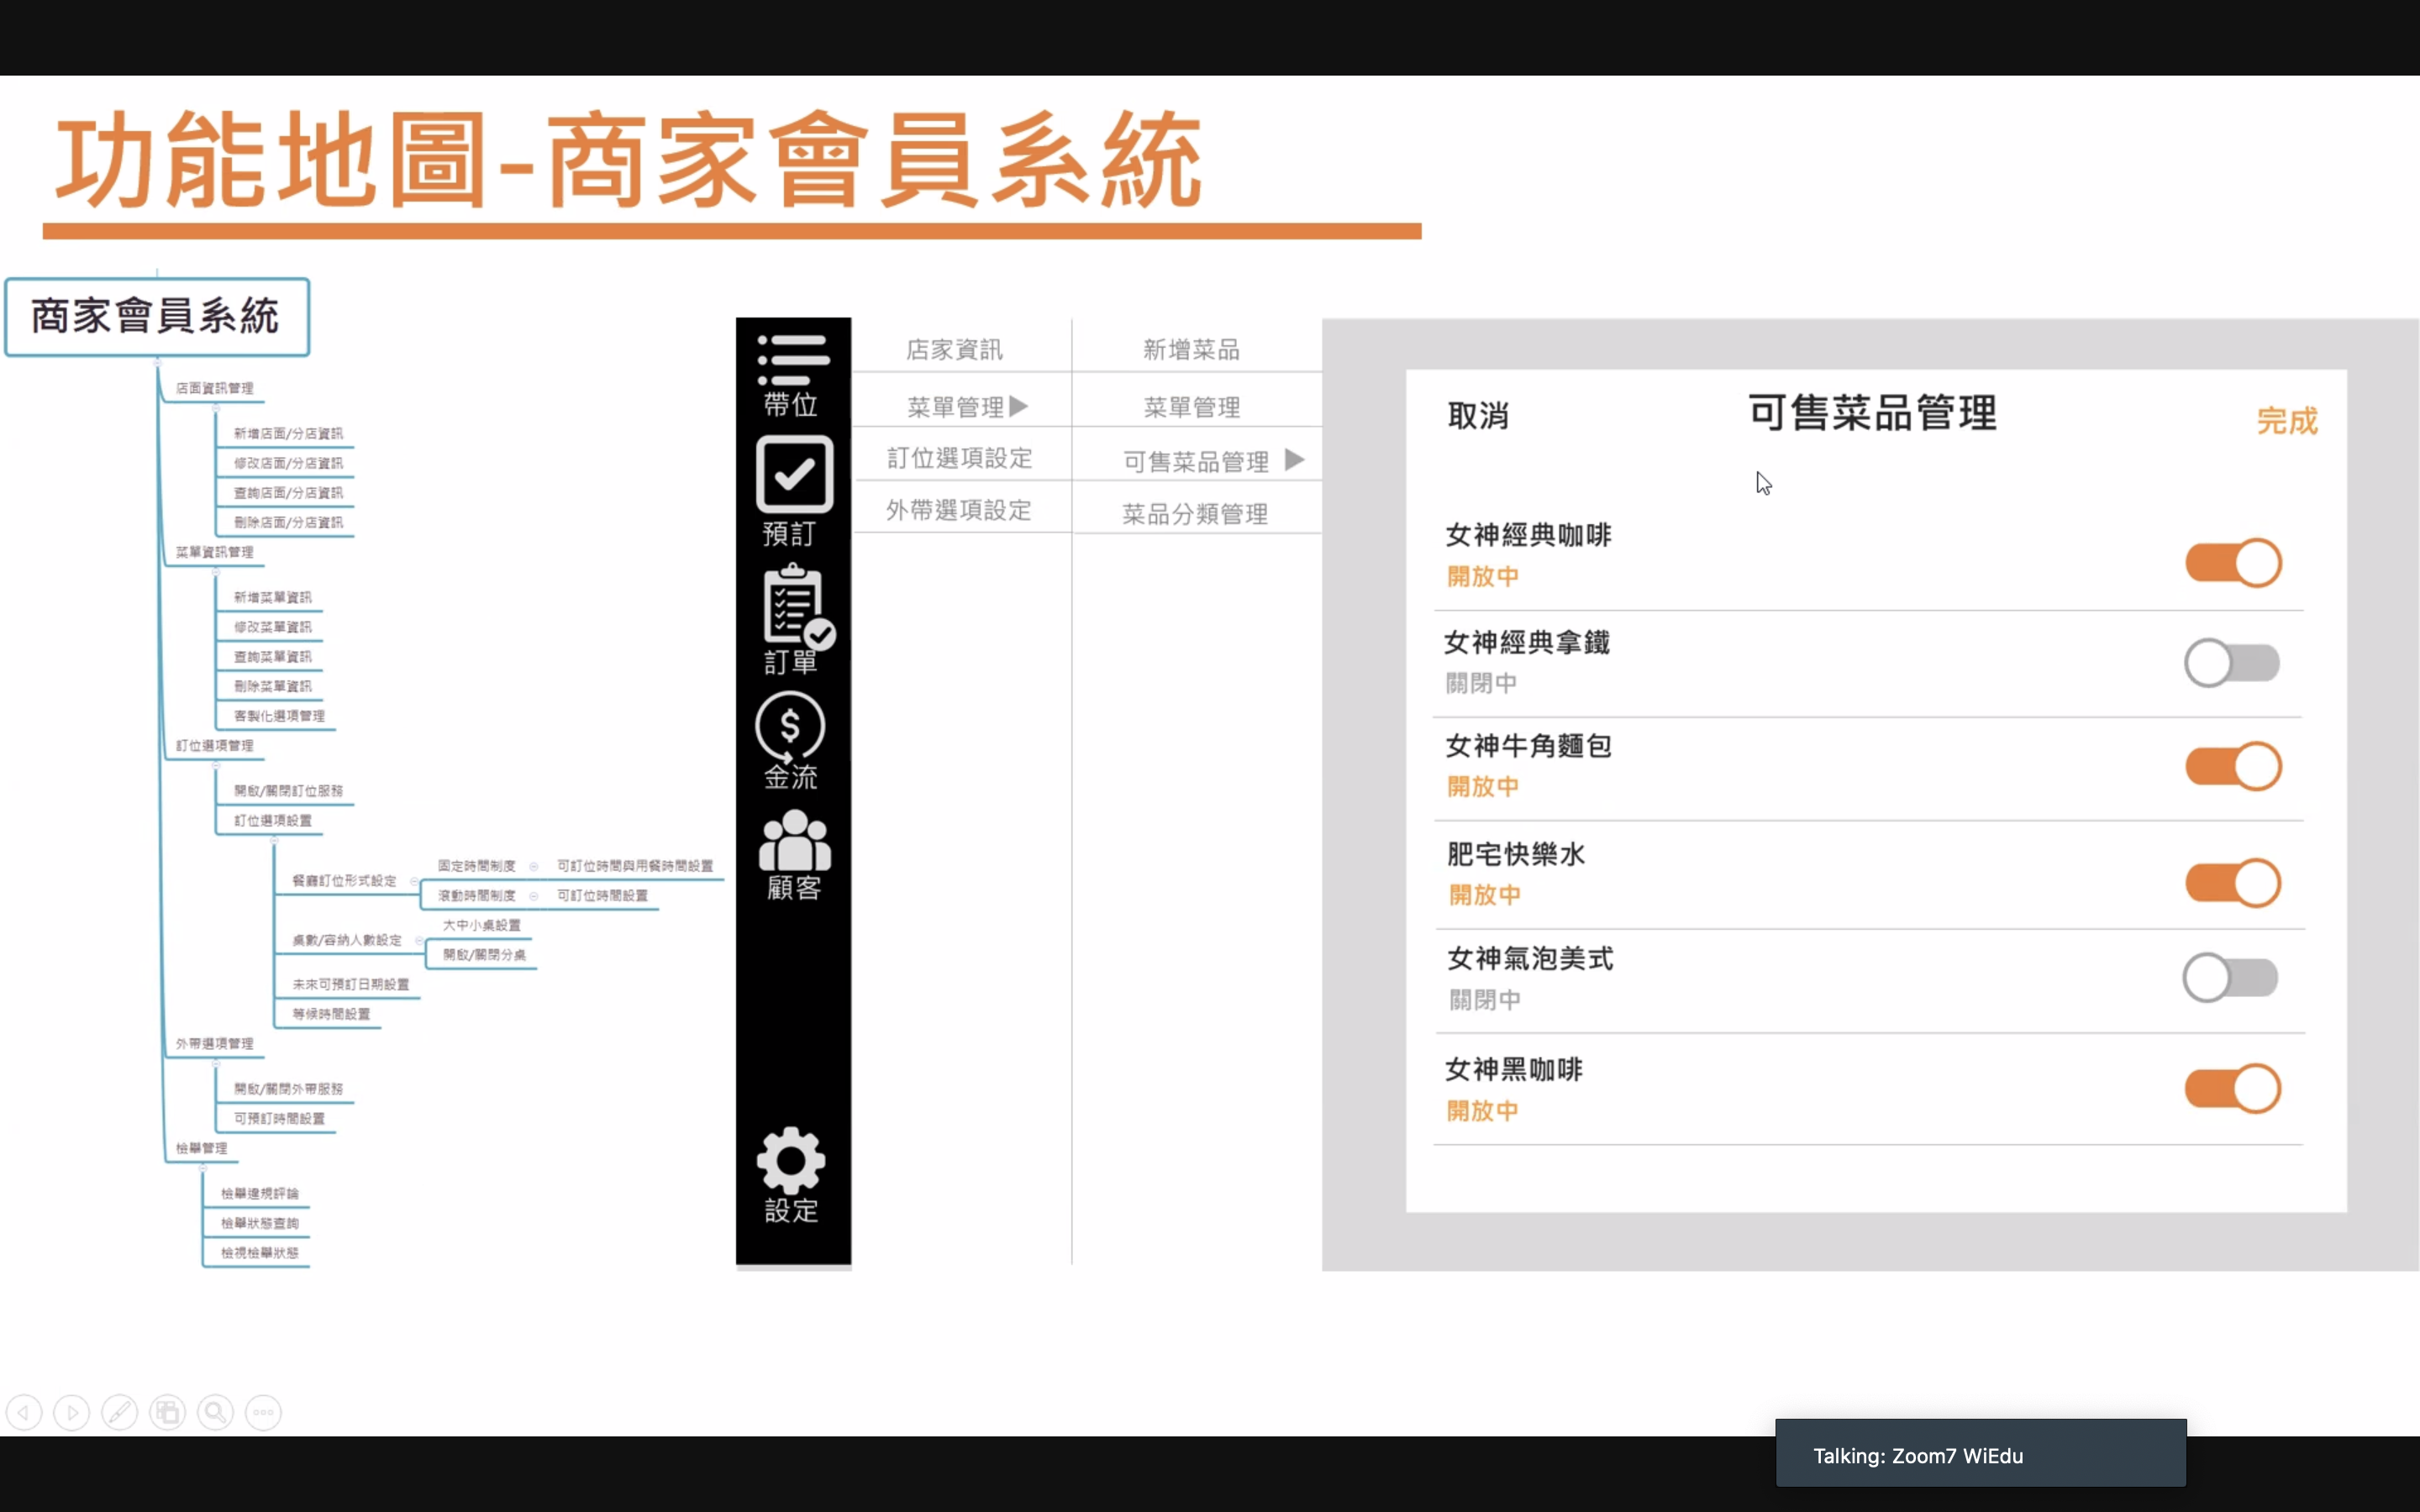 功能地圖-商家會員系統
商家會員系統
店面資訊管理
新增店面/分店資訊
修改店面/分店資訊
查詢店面/分店資訊
刪除店面/分店資訊
菜單資訊管理
新增菜單資訊
修改菜單資訊
查詢菜單資訊
刪除菜單資訊
客製化選項管理
訂位選項管理
開啟/關閉訂位服務
訂位選項設置
餐廳訂位形式設定
固定時間制度
可訂位時間與用餐時間設置
滾動時間制度
可訂位時間設置
桌數/容納人數設定
大中小桌設置
開啟/關閉分桌
未來可預訂日期設置
等候時間設置
外帶選項管理
開啟/關閉外帶服務
可預訂時間設置
檢舉管理
檢舉違規評論
檢舉狀態查詢
檢視檢舉狀態
帶位
預訂
訂單
金流
顧客
設定
店家資訊
菜單管理▶
訂位選項設定
外帶選項設定
新增菜品
菜單管理
可售菜品管理 ▶
菜品分類管理
取消
可售菜品管理
完成
女神經典咖啡
開放中
女神經典拿鐵
關閉中
女神牛角麵包
開放中
肥宅快樂水
開放中
女神氣泡美式
關閉中
女神黑咖啡
開放中
Talking: Zoom7 WiEdu